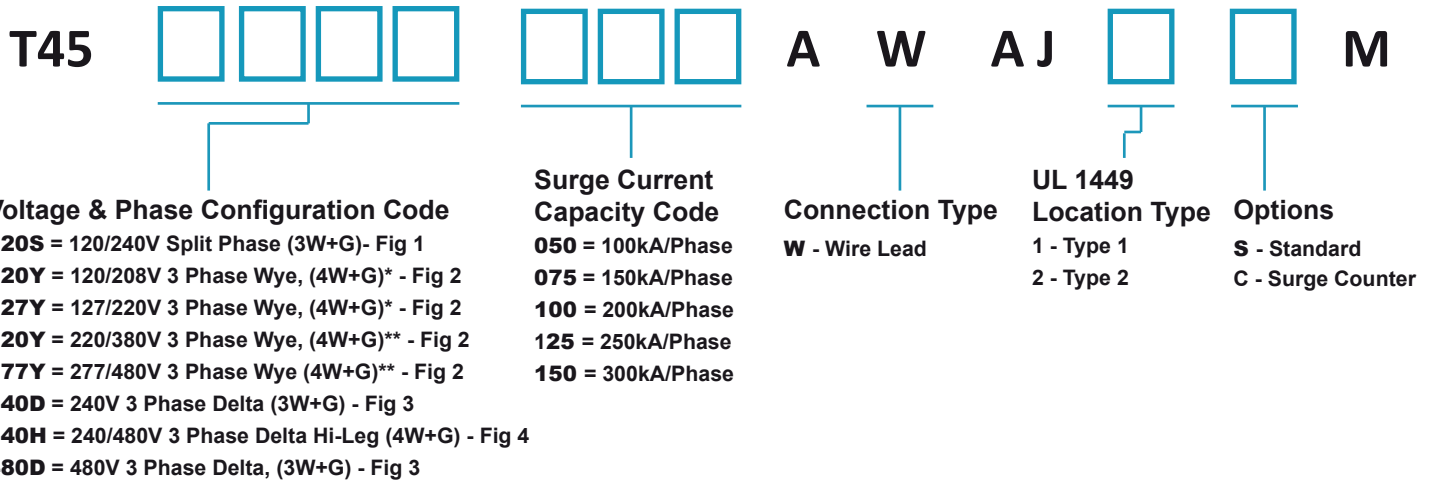 T45 A W A J M
Voltage & Phase Configuration Code
20S = 120/240V Split Phase (3W+G)- Fig 1
20Y = 120/208V 3 Phase Wye, (4W+G)* - Fig 2
27Y = 127/220V 3 Phase Wye, (4W+G)* - Fig 2
20Y = 220/380V 3 Phase Wye, (4W+G)** - Fig 2
77Y = 277/480V 3 Phase Wye (4W+G)** - Fig 2
40D = 240V 3 Phase Delta (3W+G) - Fig 3
40H = 240/480V 3 Phase Delta Hi-Leg (4W+G) - Fig 4
80D = 480V 3 Phase Delta, (3W+G) - Fig 3
Surge Current
Capacity Code
050 = 100kA/Phase
075 = 150kA/Phase
100 = 200kA/Phase
125 = 250kA/Phase
150 = 300kA/Phase
Connection Type
W - Wire Lead
UL 1449
Location Type
1 - Type 1
2 - Type 2
Options
S - Standard
C - Surge Counter